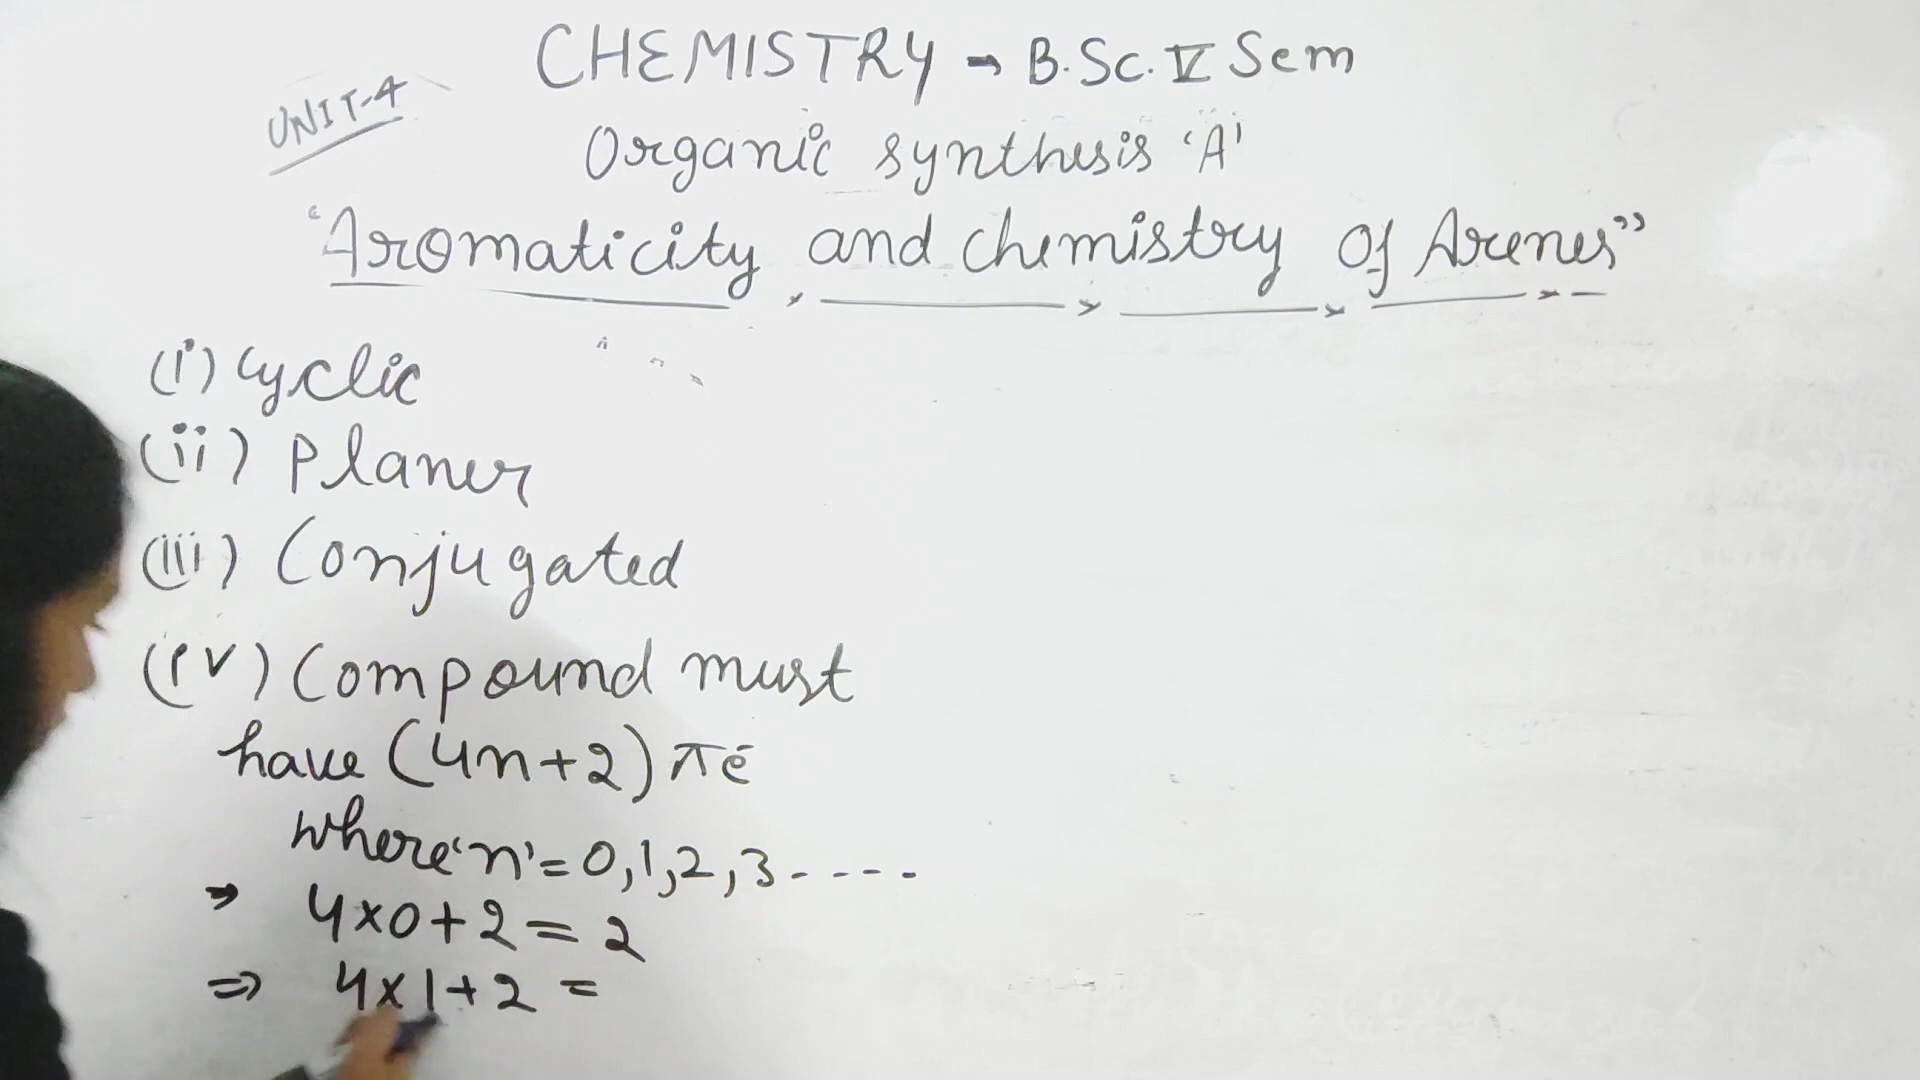 CHEMISTRY → B.Sc. V Sem
UNIT-4
Organic synthesis 'A'
"Aromaticity and chemistry of Arenes"
(i) Cyclic
(ii) Planer
(iii) Conjugated
(iv) Compound must
have (4n+2) πe⁻
where 'n' = 0,1,2,3 - - - -
⇒ 4×0+2 = 2
⇒ 4×1+2 =